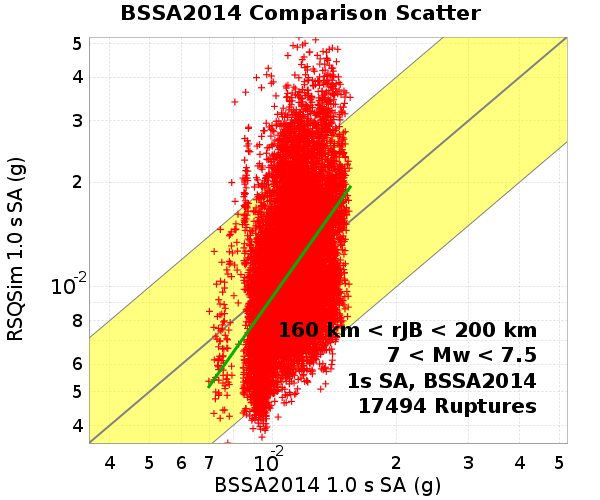 BSSA2014 Comparison Scatter
RSQSim 1.0 s SA (g)
5
4
3
2
10-2
8
6
5
4
160 km < rJB < 200 km
7 < Mw < 7.5
1s SA, BSSA2014
17494 Ruptures
4 5 6 7 10-2 2 3 4 5
BSSA2014 1.0 s SA (g)